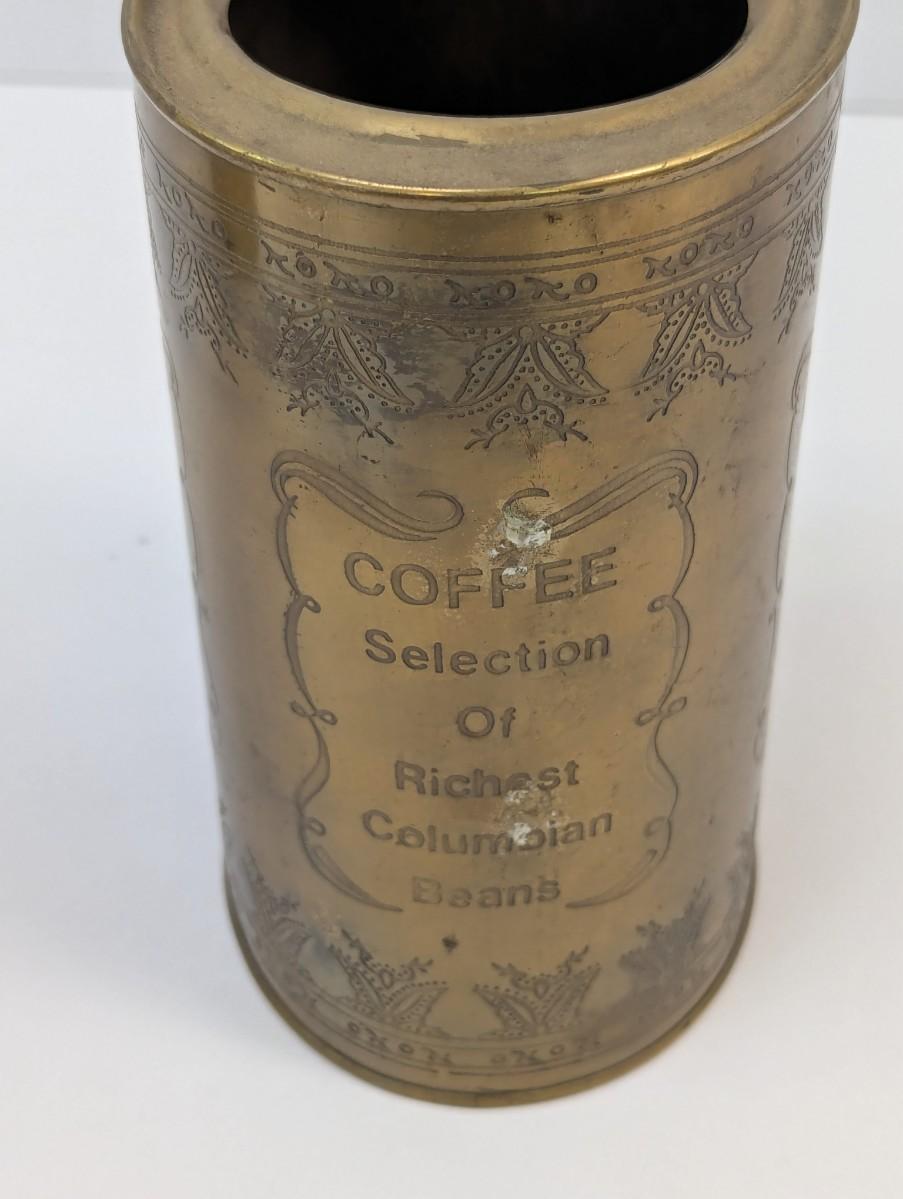 COFFEE
Selection
Of
Richest
Columbian
Beans